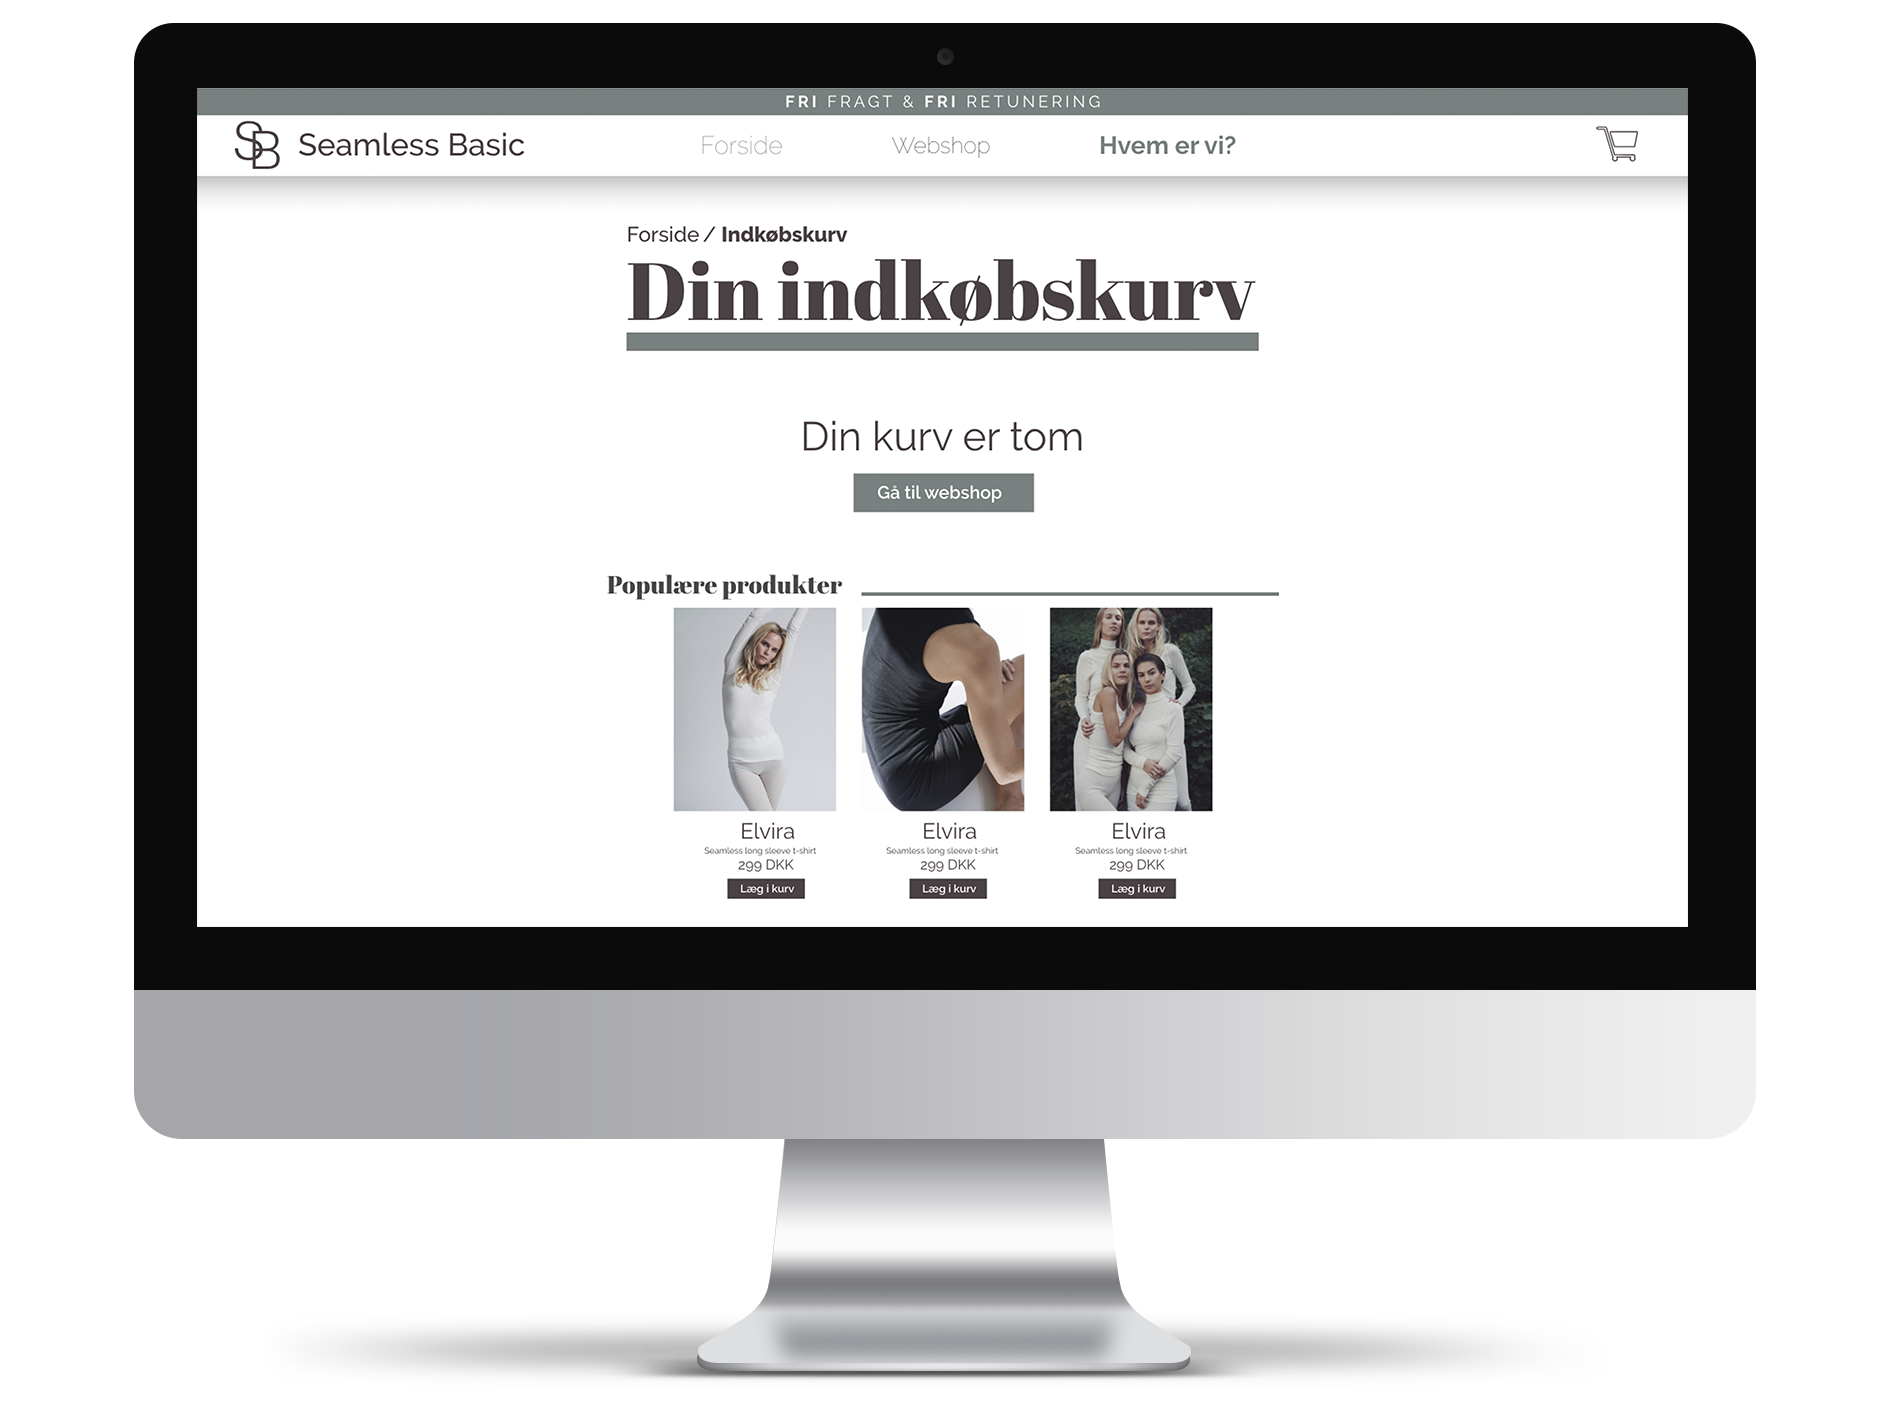 FRI FRAGT & FRI RETUNERING
SB Seamless Basic Forside Webshop Hvem er vi?
Forside / Indkøbskurv
Din indkøbskurv
Din kurv er tom
Gå til webshop
Populære produkter
Elvira Elvira Elvira
Seamless long sleeve t-shirt Seamless long sleeve t-shirt Seamless long sleeve t-shirt
299 DKK 299 DKK 299 DKK
Læg i kurv Læg i kurv Læg i kurv